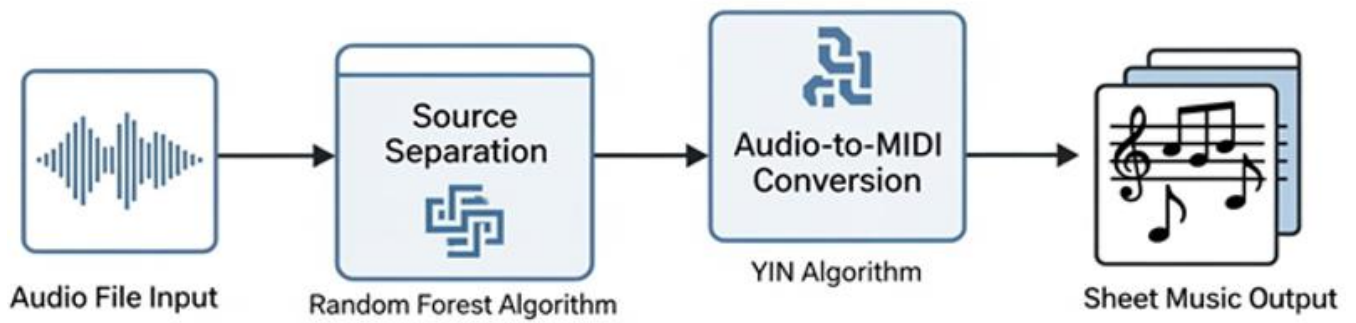 Audio File Input
Source
Separation
Random Forest Algorithm
Audio-to-MIDI
Conversion
YIN Algorithm
Sheet Music Output